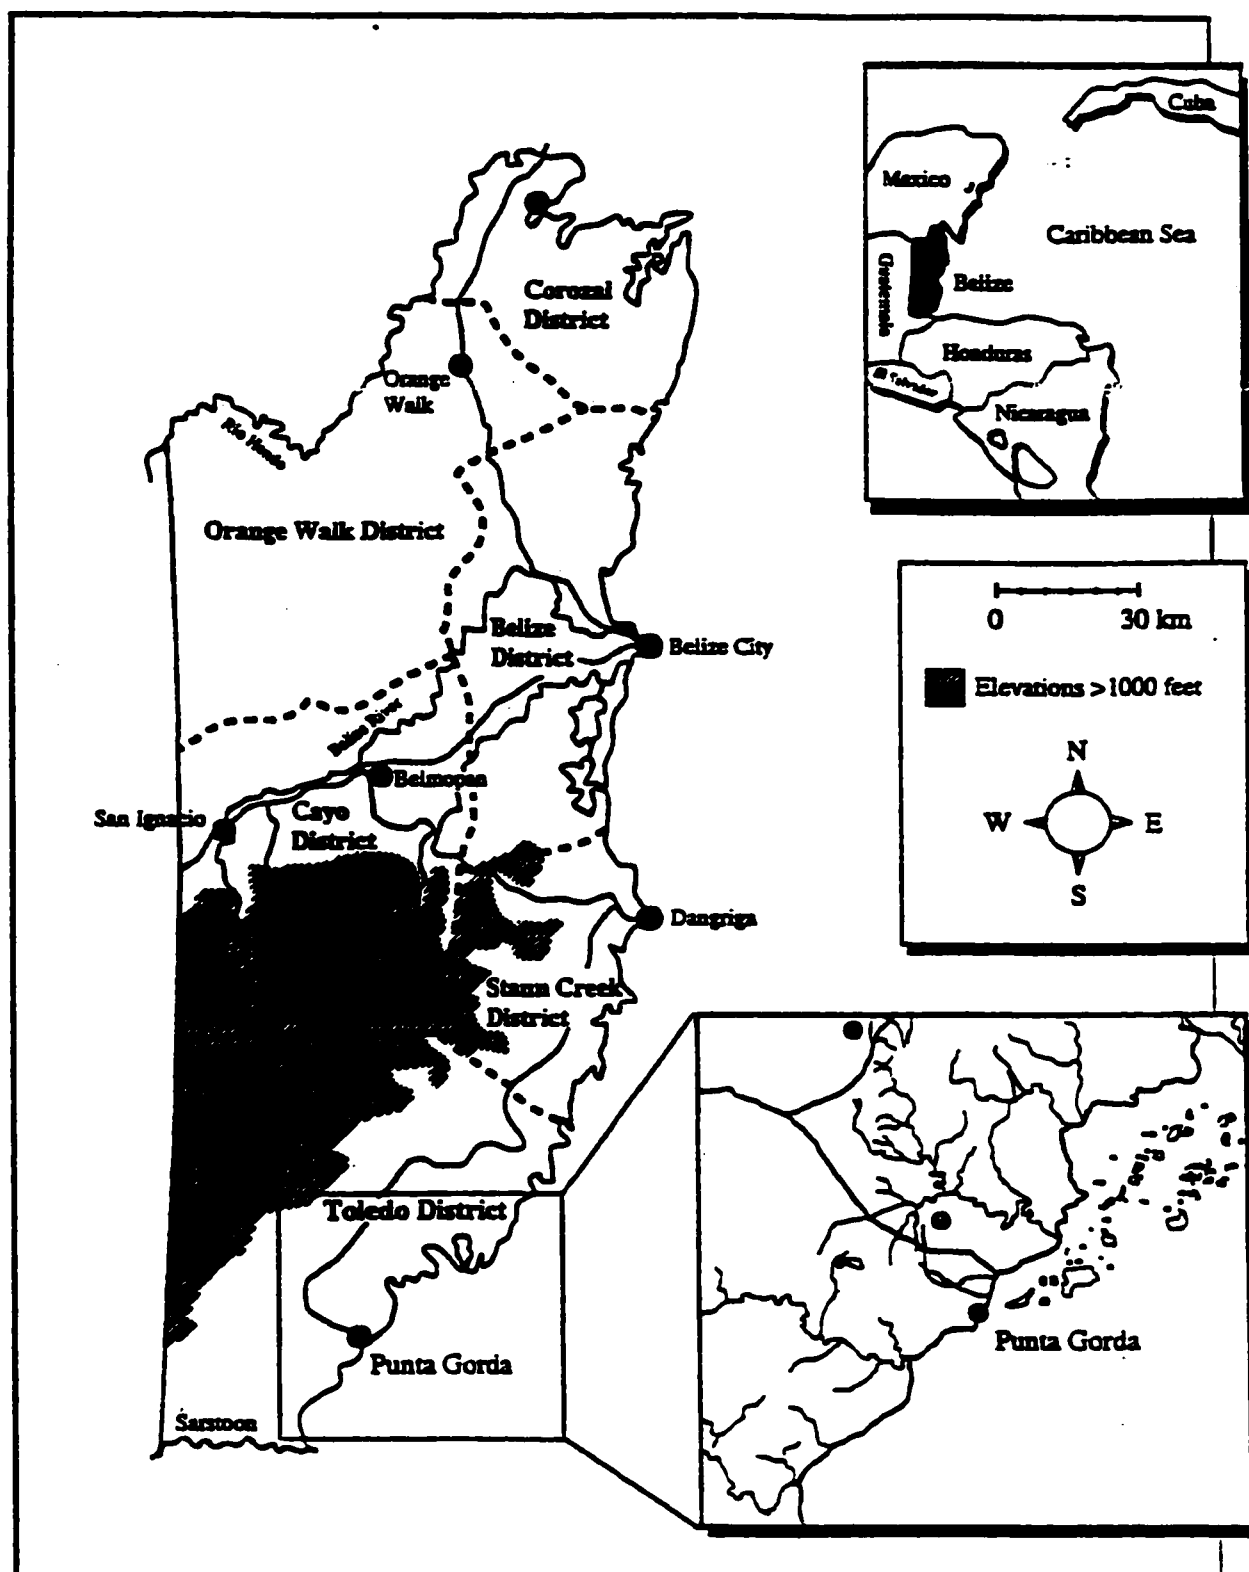 Cuba
Mexico
Caribbean Sea
Guatemala
Belize
Honduras
El Salvador
Nicaragua
Corozal
District
Orange
Walk
Rio Hondo
Orange Walk District
0 30 km
Elevations >1000 feet
N
W E
S
Belize
District
Belize City
Belize River
Belmopan
San Ignacio
Cayo
District
Dangriga
Stann Creek
District
Toledo District
Punta Gorda
Sarstoon
Punta Gorda